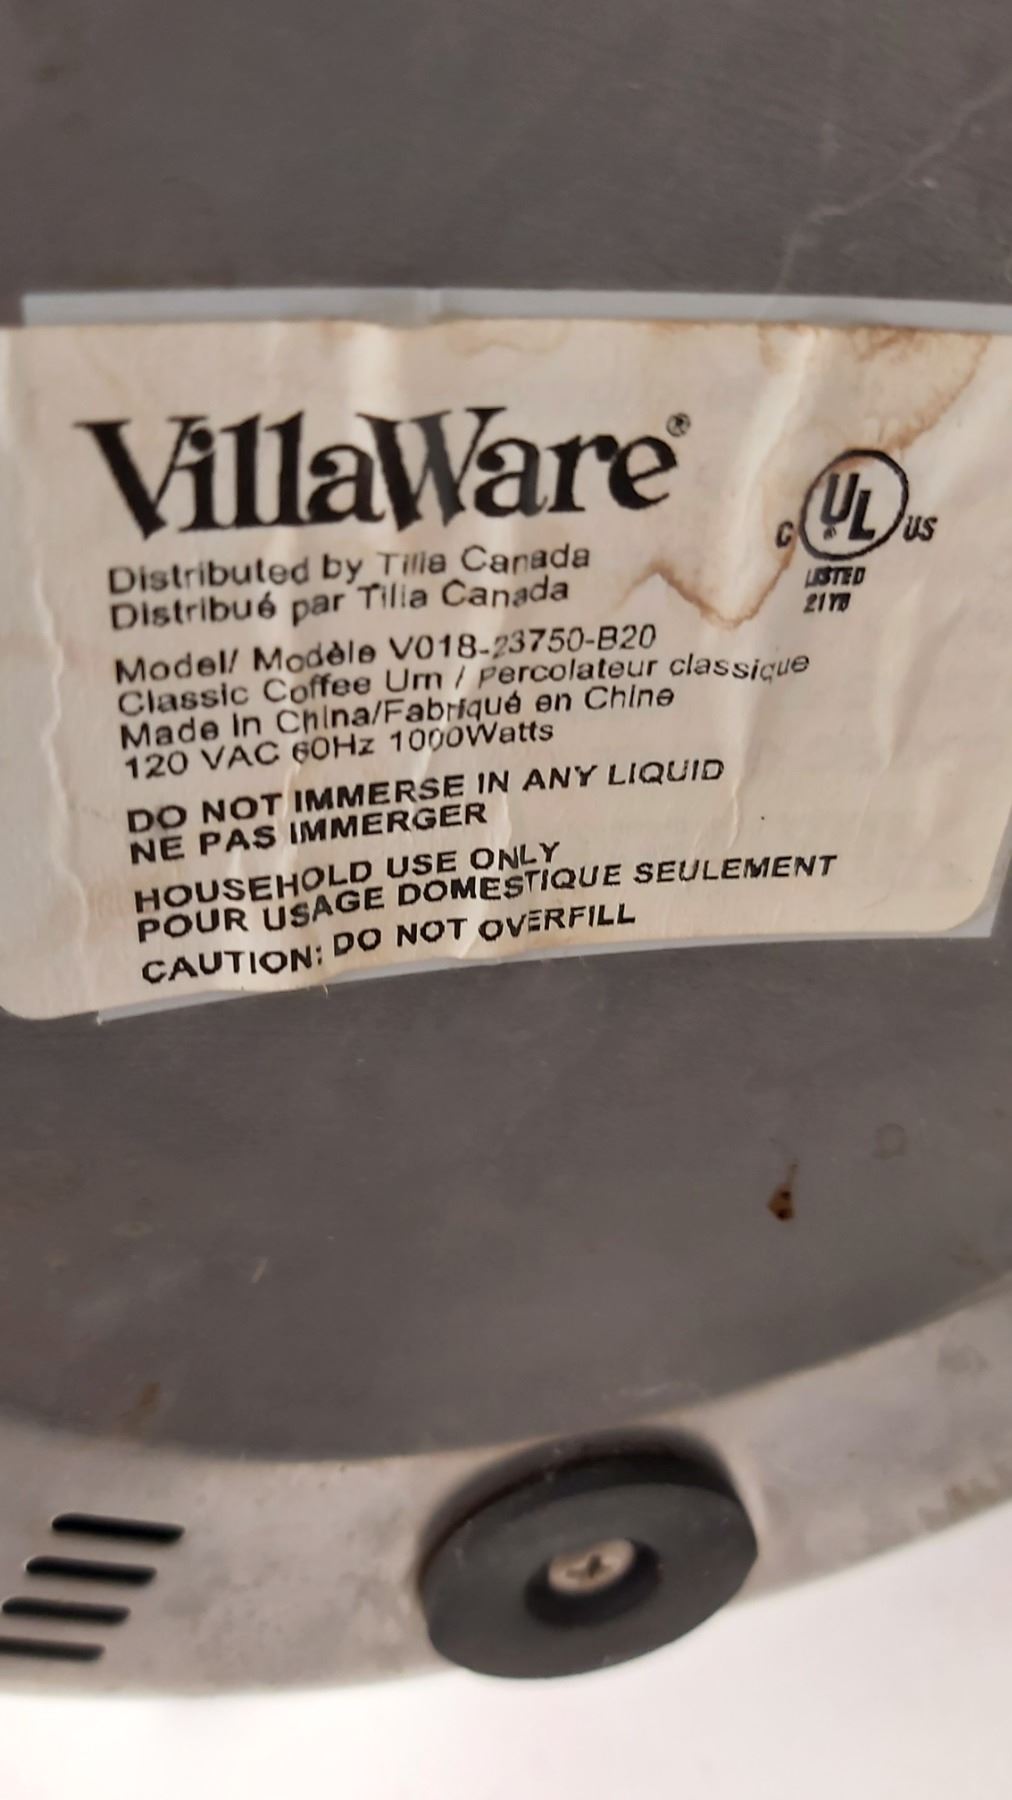 VillaWare®
C UL® US
LISTED
21YB
Distributed by Tilia Canada
Distribué par Tilia Canada
Model/ Modèle V018-23750-B20
Classic Coffee Urn / Percolateur classique
Made in China/Fabriqué en Chine
120 VAC 60Hz 1000Watts
DO NOT IMMERSE IN ANY LIQUID
NE PAS IMMERGER
HOUSEHOLD USE ONLY
POUR USAGE DOMESTIQUE SEULEMENT
CAUTION: DO NOT OVERFILL